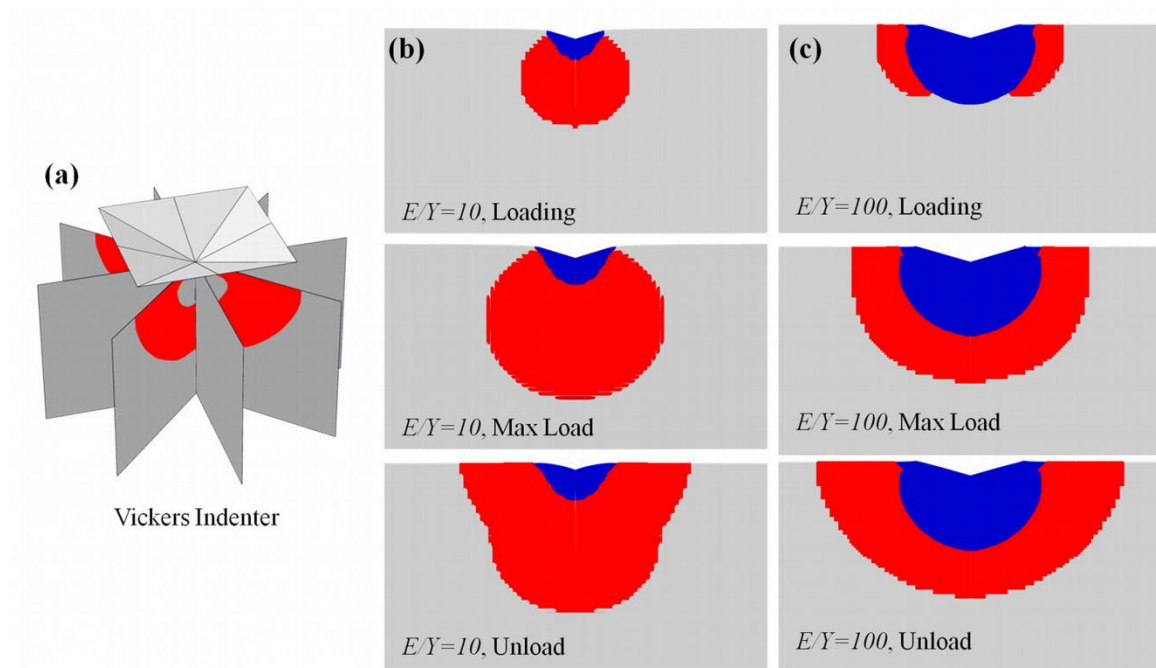 (a)
Vickers Indenter
(b)
E/Y=10, Loading
E/Y=10, Max Load
E/Y=10, Unload
(c)
E/Y=100, Loading
E/Y=100, Max Load
E/Y=100, Unload